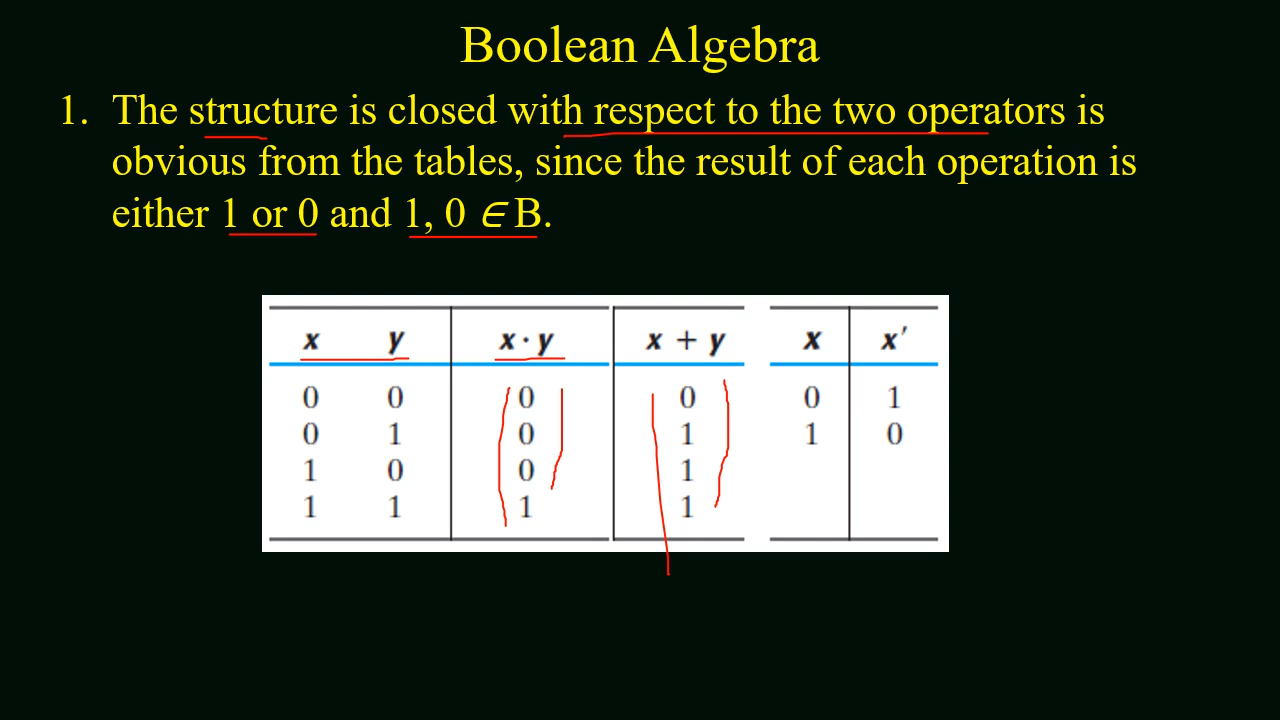 Boolean Algebra
1. The structure is closed with respect to the two operators is
obvious from the tables, since the result of each operation is
either 1 or 0 and 1, 0 ∈ B.
x y x · y x + y x x′
0 0 0 0 0 1
0 1 0 1 1 0
1 0 0 1
1 1 1 1